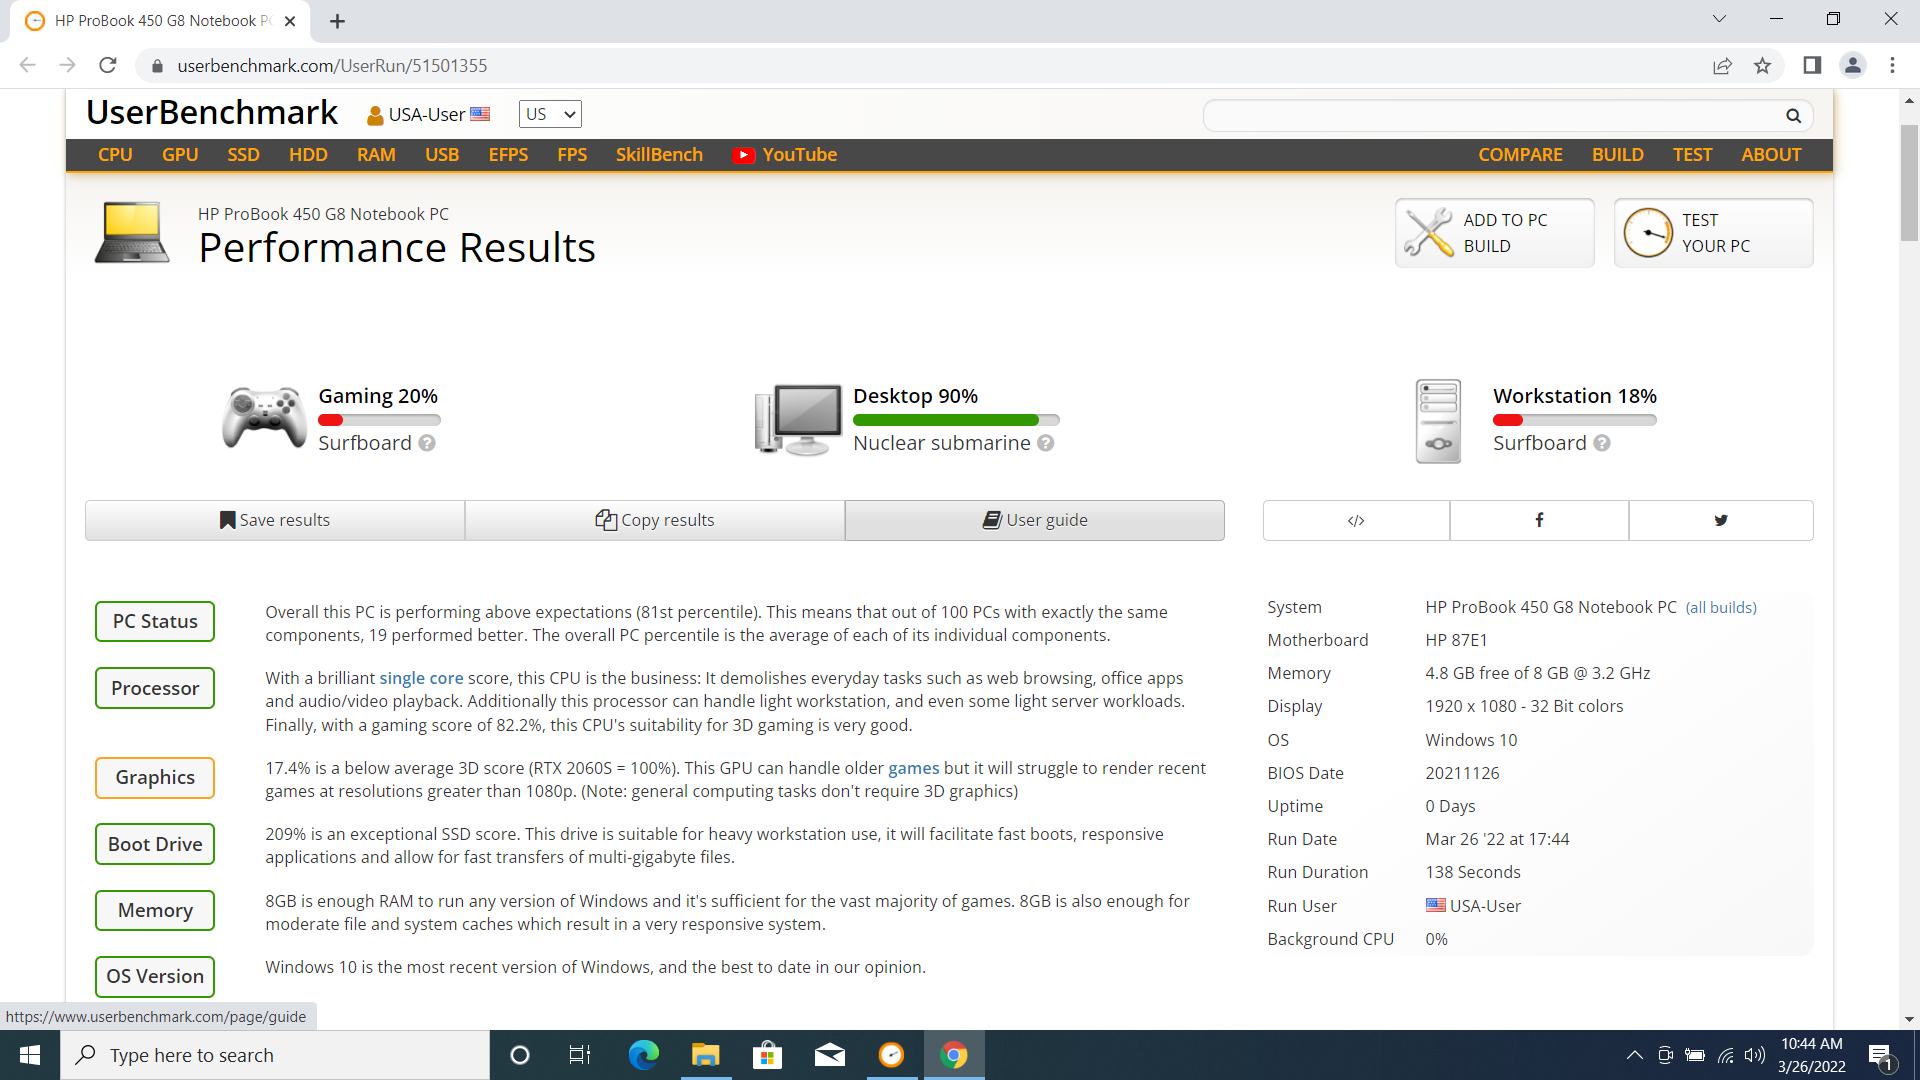 HP ProBook 450 G8 Notebook PC
userbenchmark.com/UserRun/51501355
UserBenchmark
USA-User
US
CPU GPU SSD HDD RAM USB EFPS FPS SkillBench YouTube COMPARE BUILD TEST ABOUT
HP ProBook 450 G8 Notebook PC
Performance Results
ADD TO PC
BUILD
TEST
YOUR PC
Gaming 20%
Surfboard ?
Desktop 90%
Nuclear submarine ?
Workstation 18%
Surfboard ?
Save results
Copy results
User guide
</>
PC Status
Overall this PC is performing above expectations (81st percentile). This means that out of 100 PCs with exactly the same
components, 19 performed better. The overall PC percentile is the average of each of its individual components.
Processor
With a brilliant single core score, this CPU is the business: It demolishes everyday tasks such as web browsing, office apps
and audio/video playback. Additionally this processor can handle light workstation, and even some light server workloads.
Finally, with a gaming score of 82.2%, this CPU's suitability for 3D gaming is very good.
Graphics
17.4% is a below average 3D score (RTX 2060S = 100%). This GPU can handle older games but it will struggle to render recent
games at resolutions greater than 1080p. (Note: general computing tasks don't require 3D graphics)
Boot Drive
209% is an exceptional SSD score. This drive is suitable for heavy workstation use, it will facilitate fast boots, responsive
applications and allow for fast transfers of multi-gigabyte files.
Memory
8GB is enough RAM to run any version of Windows and it's sufficient for the vast majority of games. 8GB is also enough for
moderate file and system caches which result in a very responsive system.
OS Version
Windows 10 is the most recent version of Windows, and the best to date in our opinion.
System HP ProBook 450 G8 Notebook PC (all builds)
Motherboard HP 87E1
Memory 4.8 GB free of 8 GB @ 3.2 GHz
Display 1920 x 1080 - 32 Bit colors
OS Windows 10
BIOS Date 20211126
Uptime 0 Days
Run Date Mar 26 '22 at 17:44
Run Duration 138 Seconds
Run User USA-User
Background CPU 0%
https://www.userbenchmark.com/page/guide
Type here to search
10:44 AM
3/26/2022
1